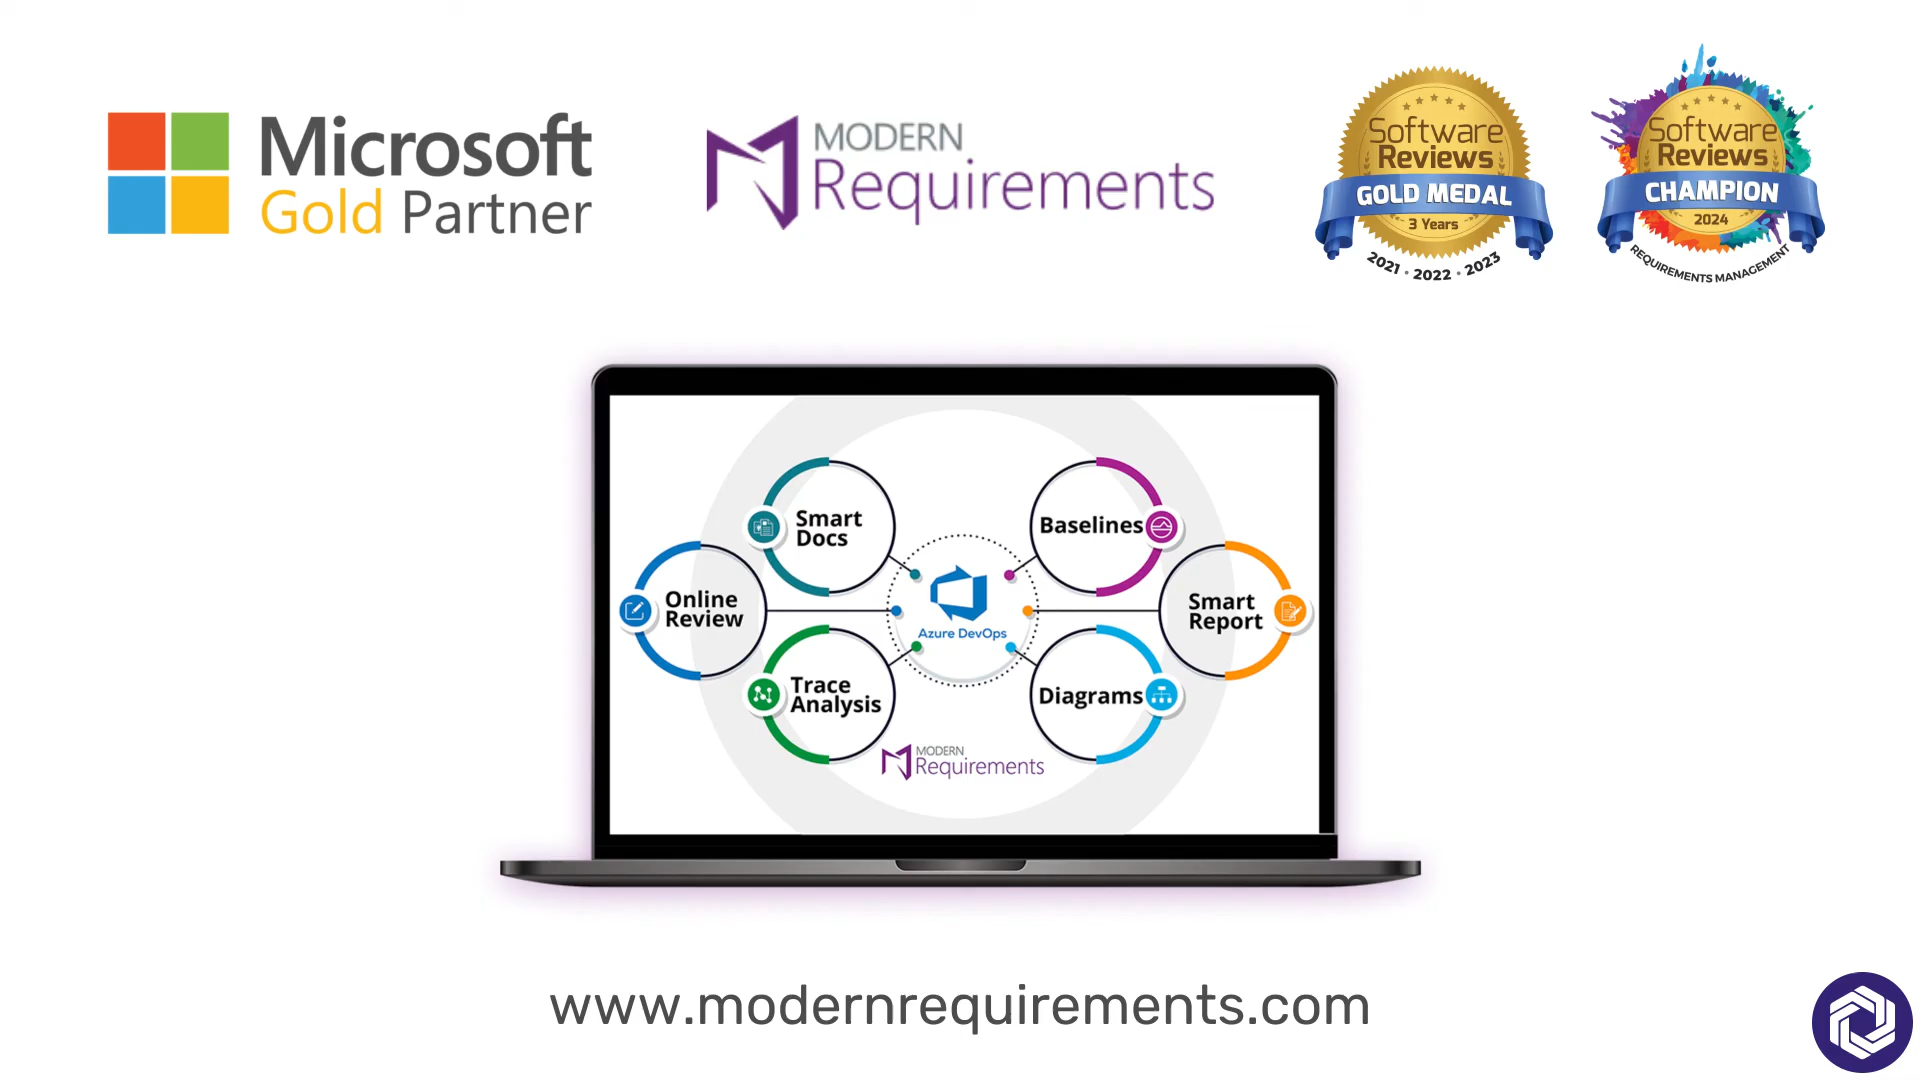 Microsoft
Gold Partner
MODERN
Requirements
Software
Reviews
GOLD MEDAL
3 Years
2021 • 2022 • 2023
Software
Reviews
CHAMPION
2024
REQUIREMENTS MANAGEMENT
Smart
Docs
Baselines
Online
Review
Azure DevOps
Smart
Report
Trace
Analysis
Diagrams
MODERN
Requirements
www.modernrequirements.com